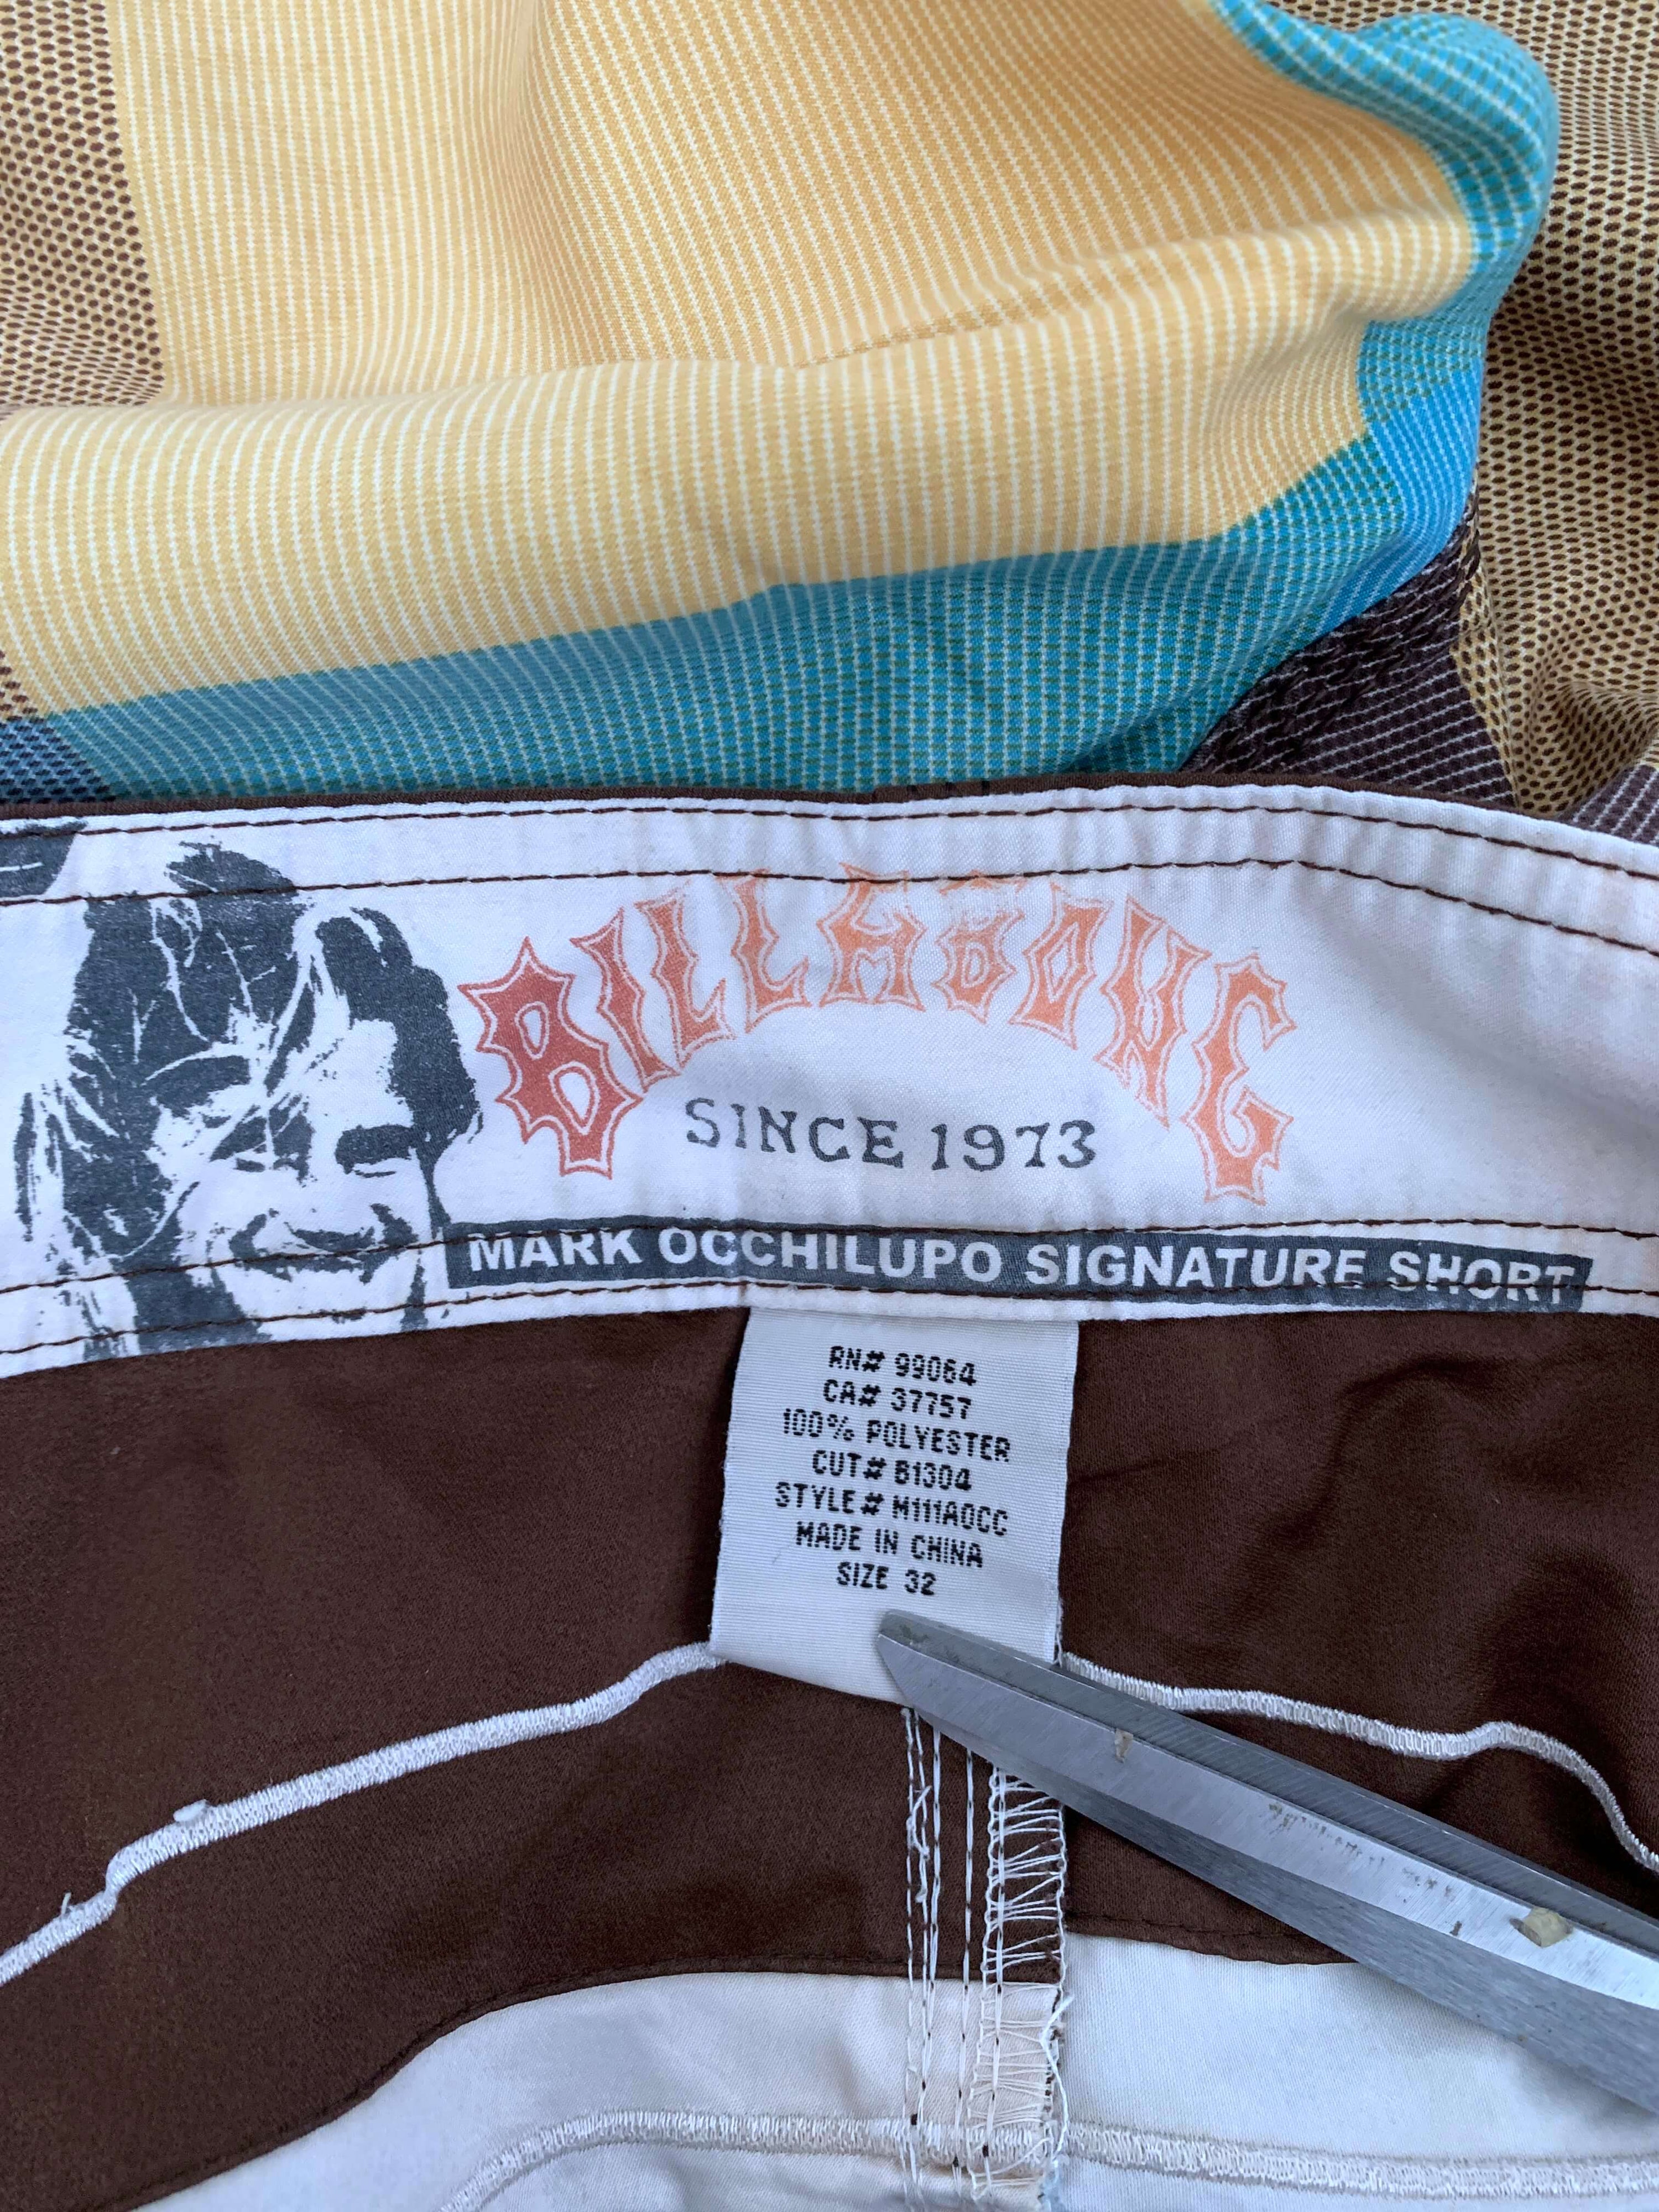 BILLABONG
SINCE 1973
MARK OCCHILUPO SIGNATURE SHORT
RN# 99064
CA# 37757
100% POLYESTER
CUT# B1304
STYLE# M111AOCC
MADE IN CHINA
SIZE 32